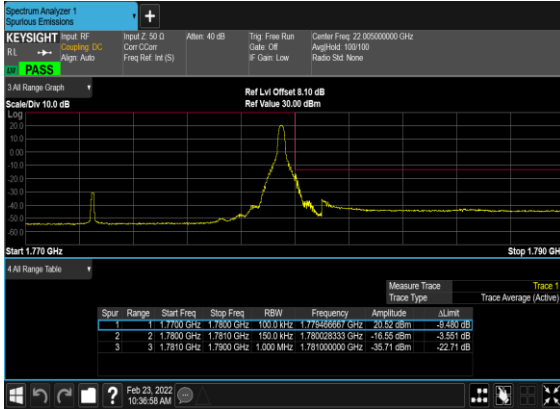 Spectrum Analyzer 1
Spurious Emissions
+
KEYSIGHT Input: RF Input Z: 50 Ω Atten: 40 dB Trig: Free Run Center Freq: 22.005000000 GHz
RL Coupling: DC Corr CCorr Gate: Off Avg|Hold: 100/100
Align: Auto Freq Ref: Int (S) IF Gain: Low Radio Std: None
PASS
3 All Range Graph
Ref Lvl Offset 8.10 dB
Scale/Div 10.0 dB Ref Value 30.00 dBm
Log
20.0
10.0
0.00
-10.0
-20.0
-30.0
-40.0
-50.0
-60.0
Start 1.770 GHz Stop 1.790 GH
4 All Range Table
Measure Trace Trace 1
Trace Type Trace Average (Active)
Spur Range Start Freq Stop Freq RBW Frequency Amplitude ΔLimit
1 1 1.7700 GHz 1.7800 GHz 100.0 kHz 1.779466667 GHz 20.52 dBm -9.480 dB
2 2 1.7800 GHz 1.7810 GHz 150.0 kHz 1.780028333 GHz -16.55 dBm -3.551 dB
3 3 1.7810 GHz 1.7900 GHz 1.000 MHz 1.781000000 GHz -35.71 dBm -22.71 dB
? Feb 23, 2022
10:36:58 AM